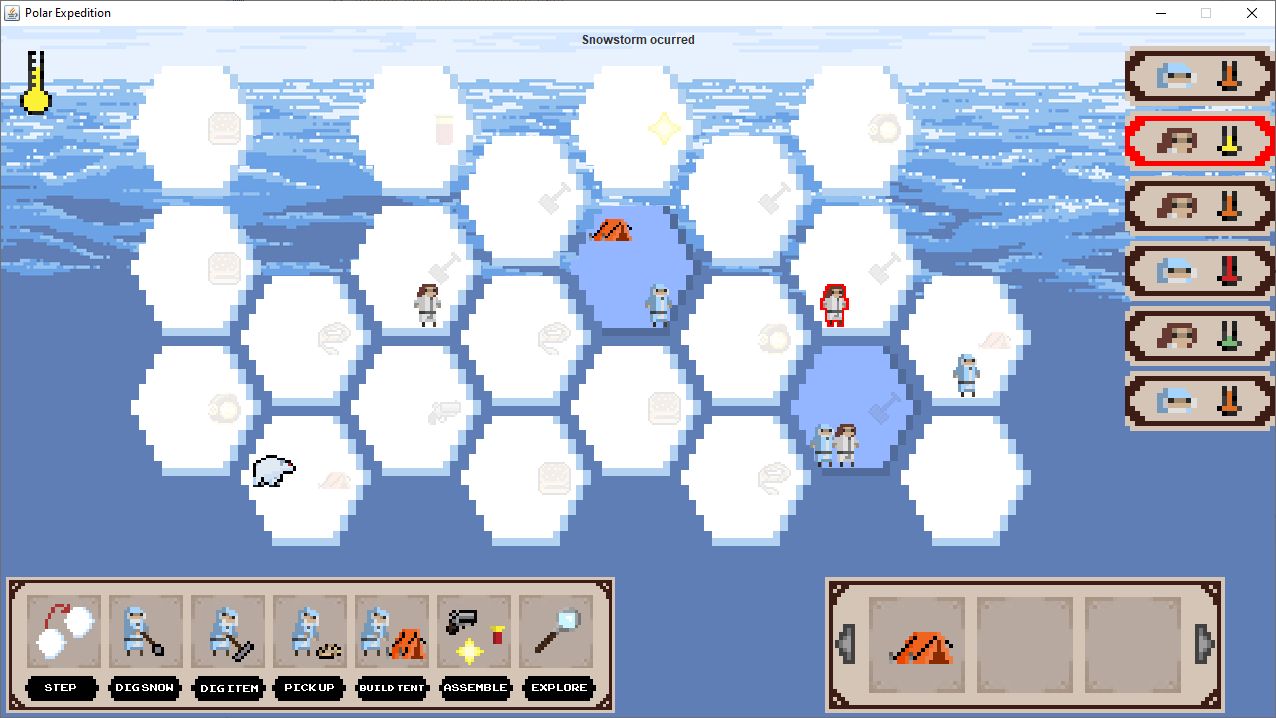 Polar Expedition
Snowstorm ocurred
STEP
DIG SNOW
DIG ITEM
PICK UP
BUILD TENT
ASSEMBLE
EXPLORE